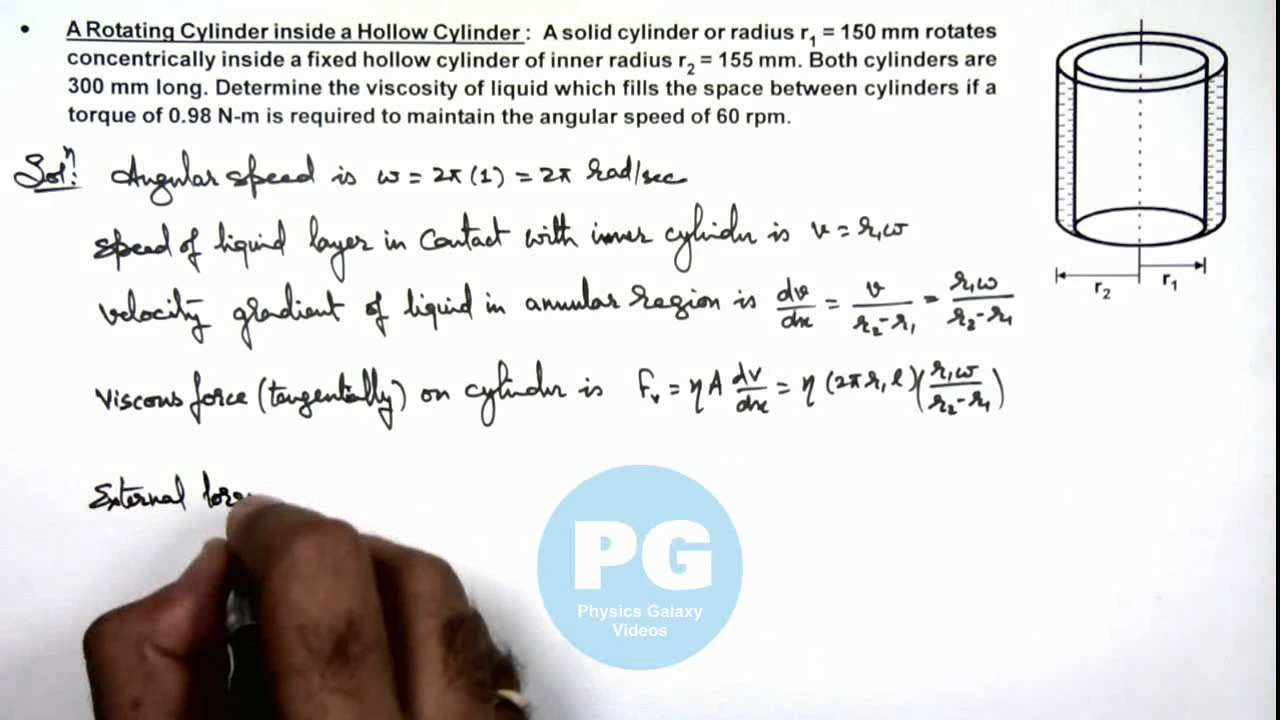 • A Rotating Cylinder inside a Hollow Cylinder : A solid cylinder or radius r₁ = 150 mm rotates
concentrically inside a fixed hollow cylinder of inner radius r₂ = 155 mm. Both cylinders are
300 mm long. Determine the viscosity of liquid which fills the space between cylinders if a
torque of 0.98 N-m is required to maintain the angular speed of 60 rpm.
r₂ r₁
Solⁿ: Angular speed is ω = 2π (1) = 2π rad/sec
speed of liquid layer in contact with inner cylinder is v = r₁ω
velocity gradient of liquid in annular region is dv/dx = v/(r₂-r₁) = r₁ω/(r₂-r₁)
Viscous force (tangentially) on cylinder is Fᵥ = η A dv/dx = η (2π r₁ l) (r₁ω/(r₂-r₁))
External
PG
Physics Galaxy
Videos